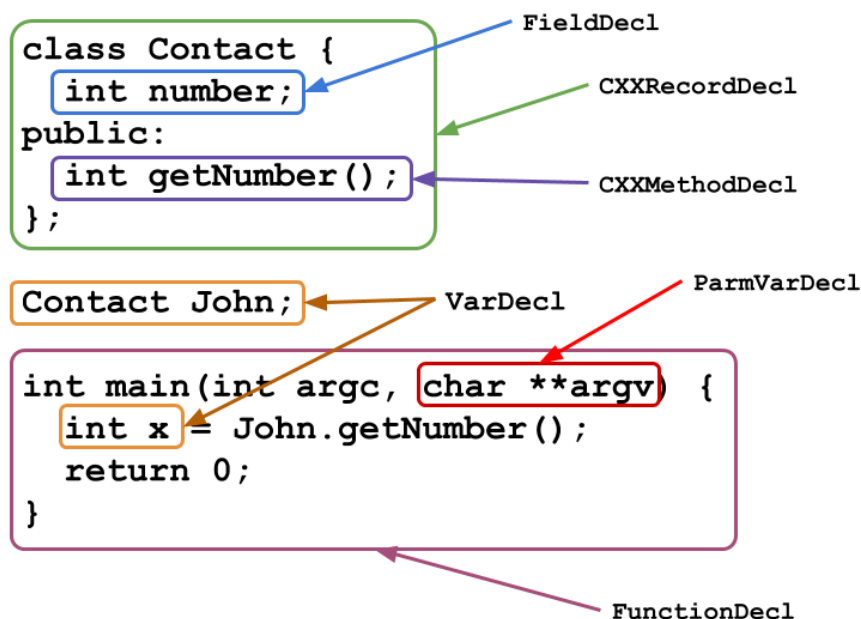 FieldDecl
class Contact {
int number;
CXXRecordDecl
public:
int getNumber();
CXXMethodDecl
};
Contact John;
VarDecl
ParmVarDecl
int main(int argc, char **argv) {
int x = John.getNumber();
return 0;
}
FunctionDecl